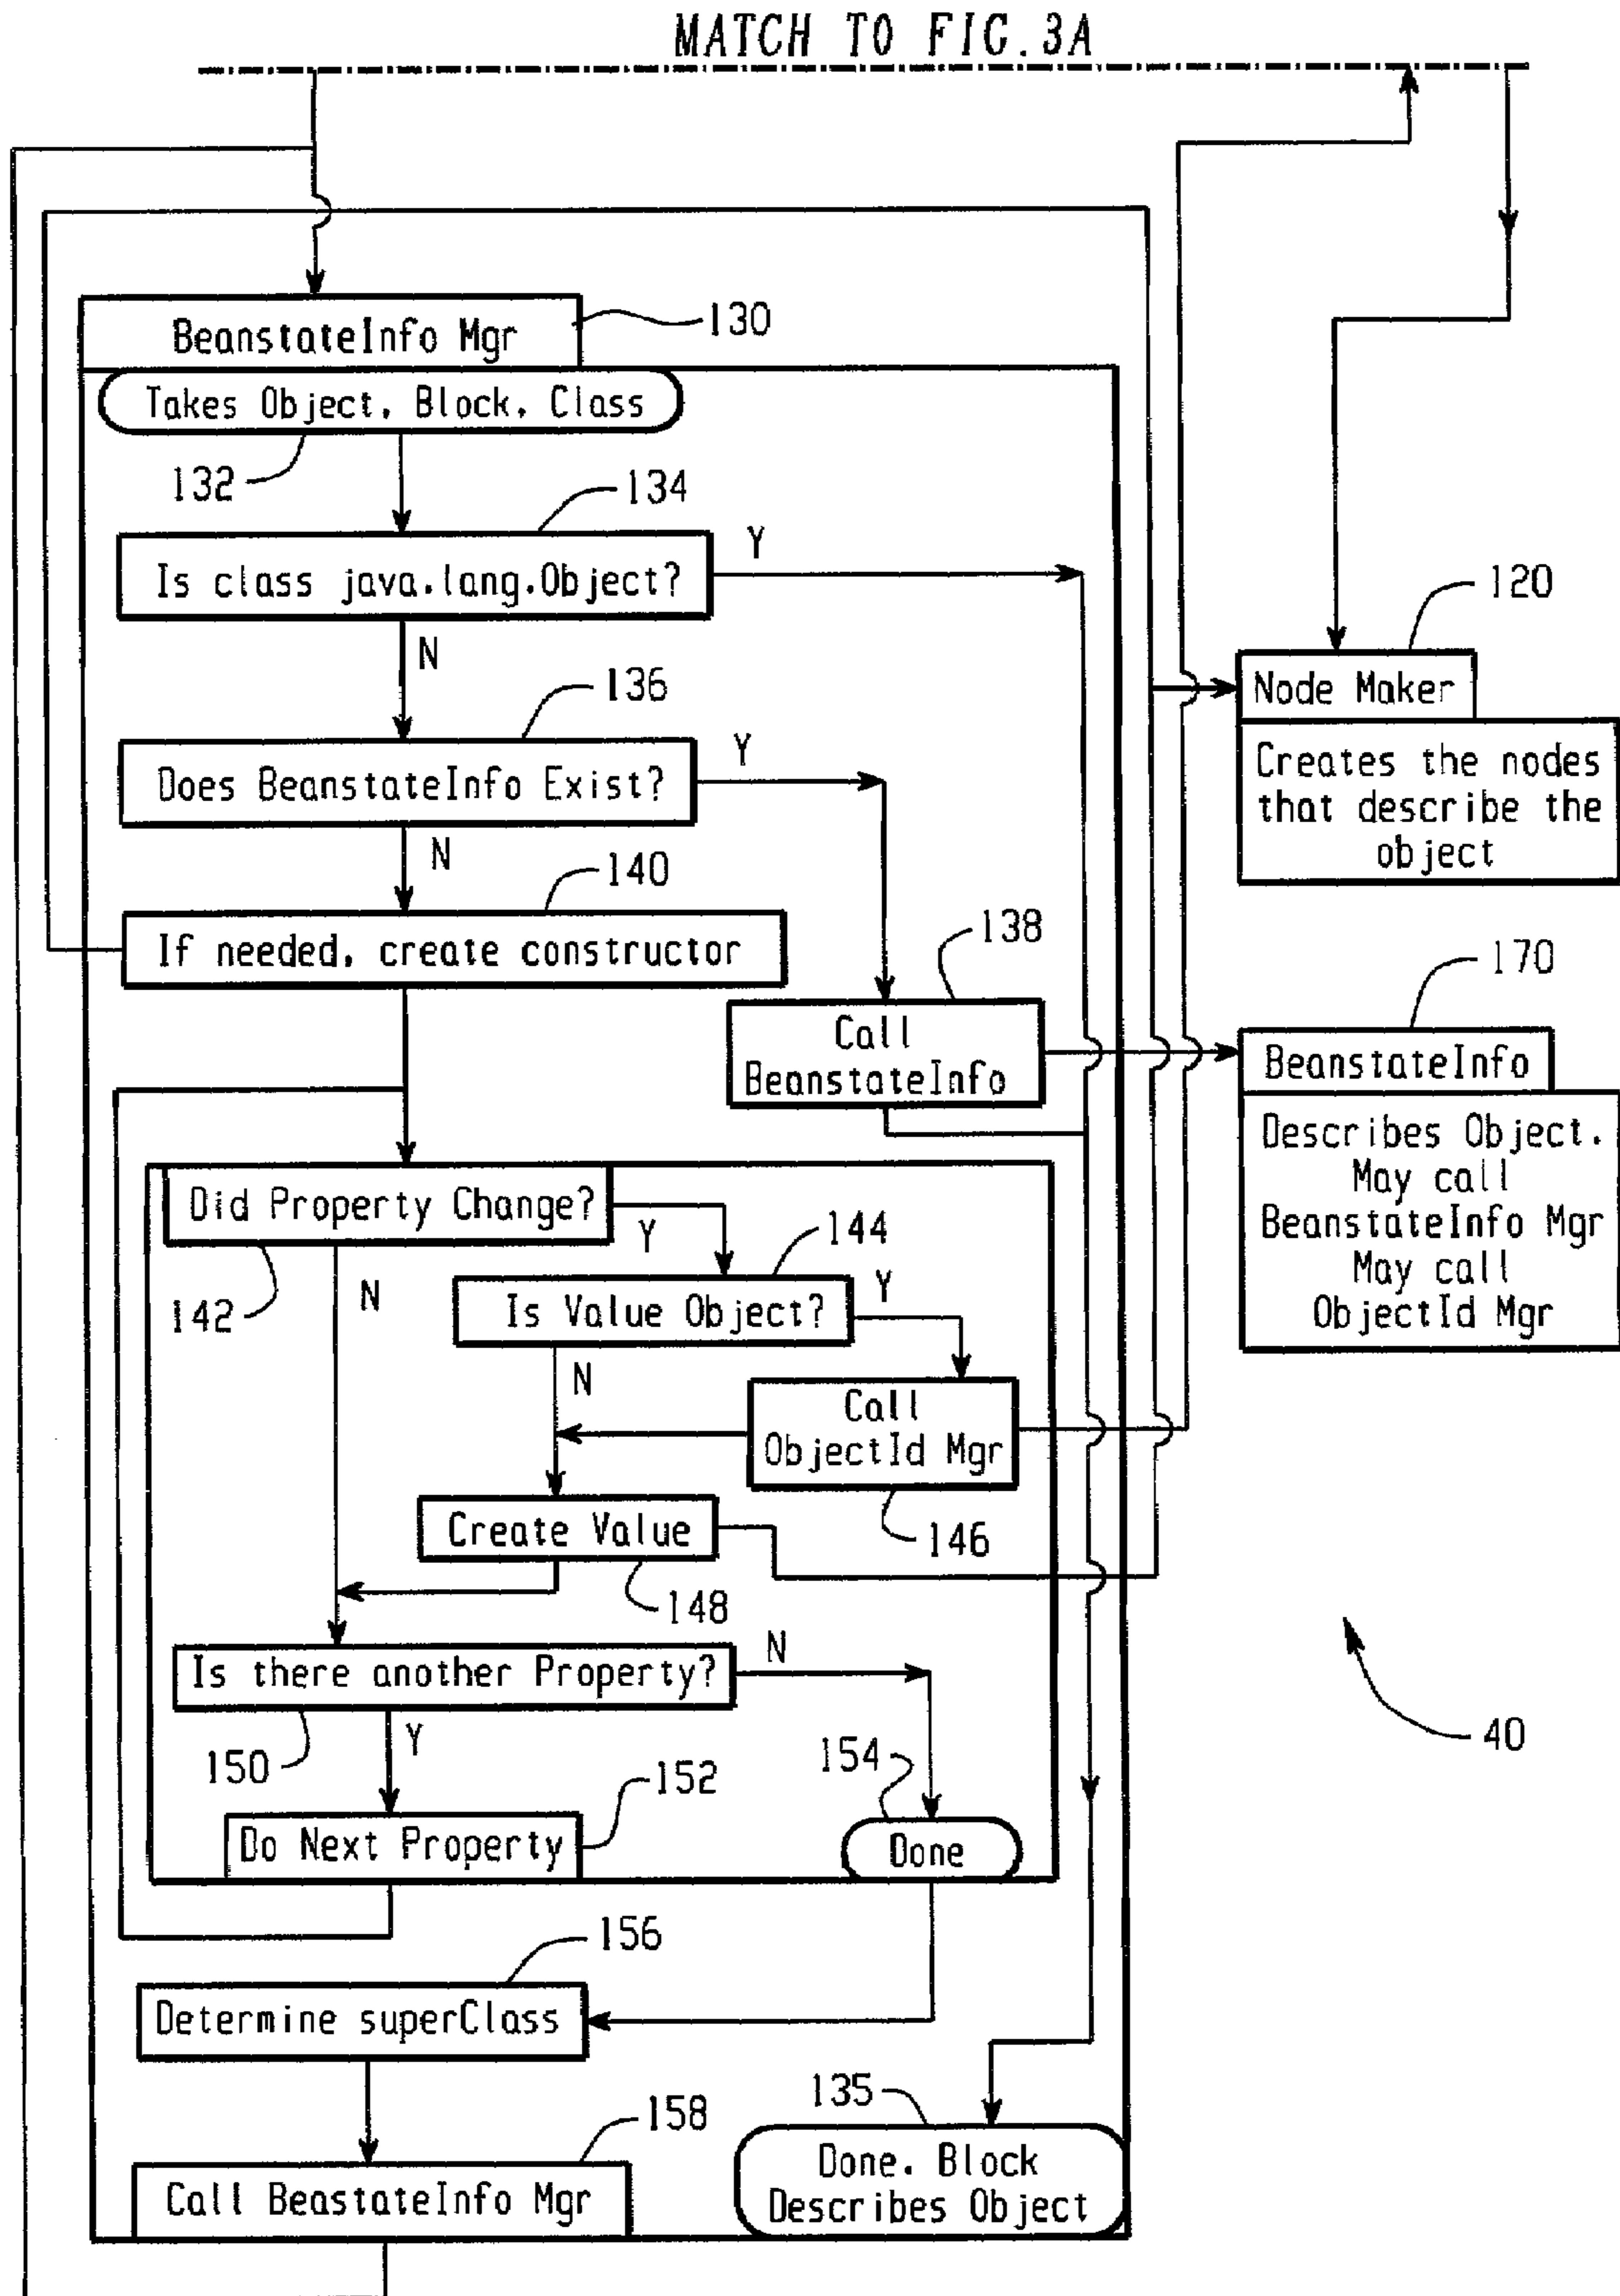 MATCH TO FIG.3A
BeanstateInfo Mgr
130
Takes Object, Block, Class
132
134
Is class java.lang.Object?
Y
N
120
Node Maker
Creates the nodes
that describe the
object
136
Does BeanstateInfo Exist?
Y
N
140
If needed, create constructor
138
Call
BeanstateInfo
170
BeanstateInfo
Describes Object.
May call
BeanstateInfo Mgr
May call
ObjectId Mgr
Did Property Change?
Y
142
N
144
Is Value Object?
Y
N
Call
ObjectId Mgr
146
Create Value
148
Is there another Property?
N
150
Y
154
40
152
Do Next Property
Done
156
Determine superClass
135
158
Done. Block
Describes Object
Call BeastateInfo Mgr